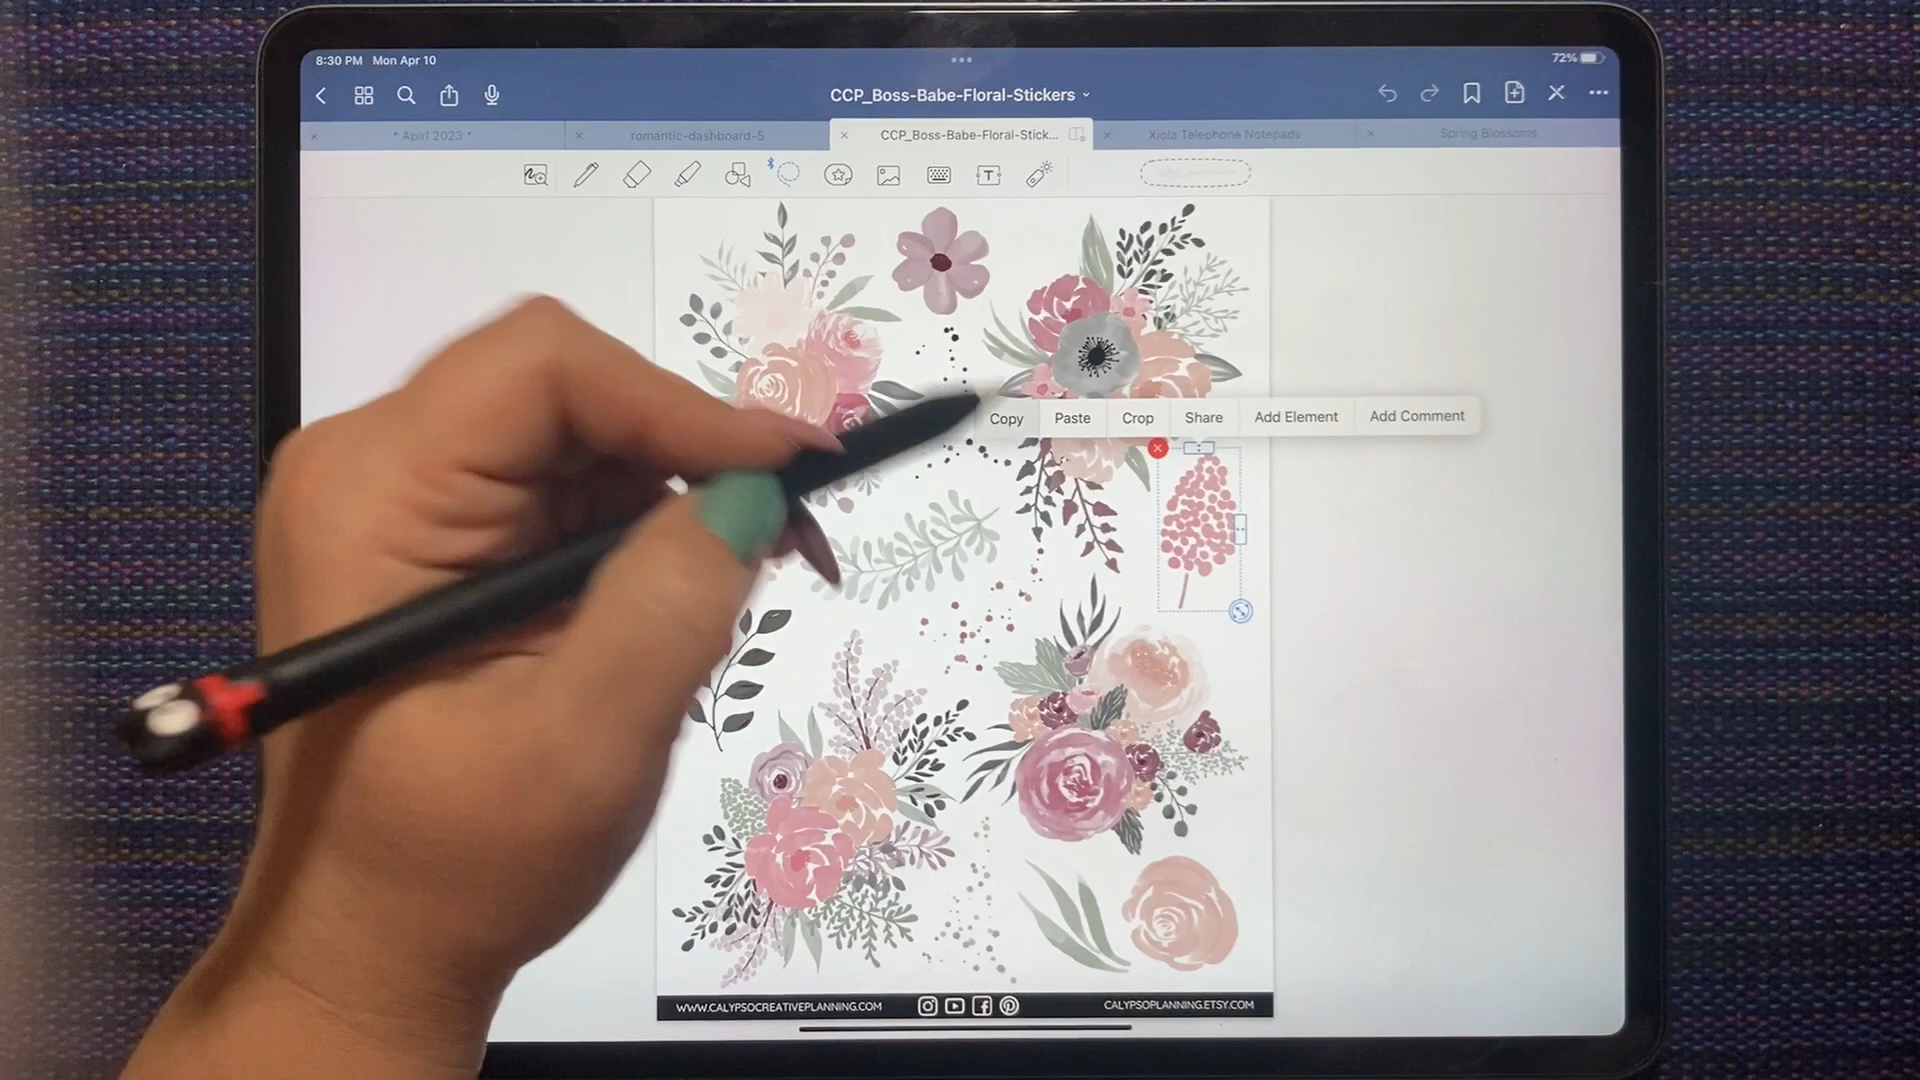 8:30 PM Mon Apr 10
72%
CCP_Boss-Babe-Floral-Stickers
* Apirl 2023 *
romantic-dashboard-5
CCP_Boss-Babe-Floral-Stick...
Xiola Telephone Notepads
Spring Blossoms
T
Copy
Paste
Crop
Share
Add Element
Add Comment
WWW.CALYPSOCREATIVEPLANNING.COM
CALYPSOPLANNING.ETSY.COM